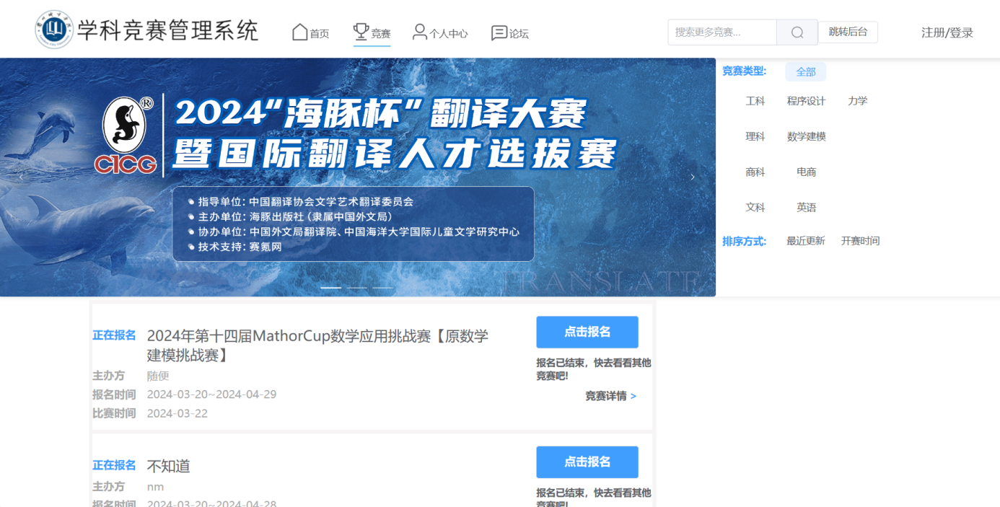 学科竞赛管理系统
首页
竞赛
个人中心
论坛
搜索更多竞赛...
跳转后台
注册/登录
CICG
®
2024“海豚杯”翻译大赛
暨国际翻译人才选拔赛
指导单位：中国翻译协会文学艺术翻译委员会
主办单位：海豚出版社（隶属中国外文局）
协办单位：中国外文局翻译院、中国海洋大学国际儿童文学研究中心
技术支持：赛氪网
TRANSLATE
竞赛类型: 全部
工科 程序设计 力学
理科 数学建模
商科 电商
文科 英语
排序方式: 最近更新 开赛时间
正在报名 2024年第十四届MathorCup数学应用挑战赛【原数学
建模挑战赛】
主办方 随便
报名时间 2024-03-20~2024-04-29
比赛时间 2024-03-22
点击报名
报名已结束，快去看看其他
竞赛吧!
竞赛详情 >
正在报名 不知道
主办方 nm
报名时间 2024-03-20~2024-04-28
点击报名
报名已结束，快去看看其他
竞赛吧!